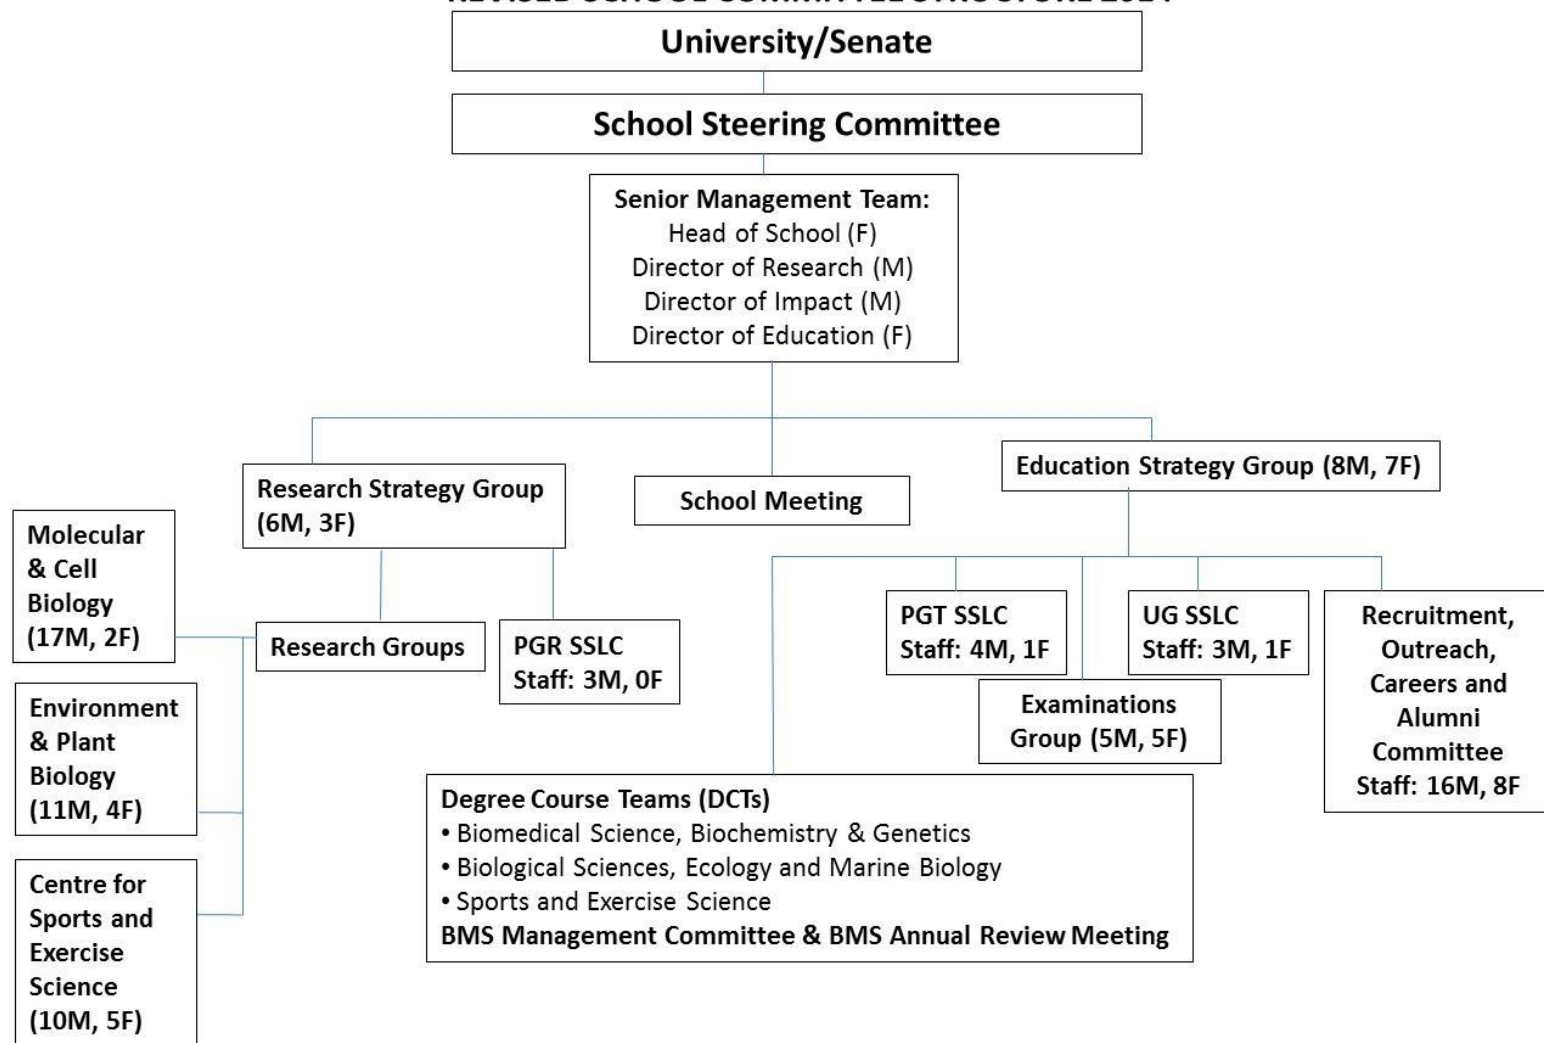 REVISED SCHOOL COMMITTEE STRUCTURE 2014
University/Senate
School Steering Committee
Senior Management Team:
Head of School (F)
Director of Research (M)
Director of Impact (M)
Director of Education (F)
Research Strategy Group
(6M, 3F)
School Meeting
Education Strategy Group (8M, 7F)
Molecular
& Cell
Biology
(17M, 2F)
Environment
& Plant
Biology
(11M, 4F)
Centre for
Sports and
Exercise
Science
(10M, 5F)
Research Groups
PGR SSLC
Staff: 3M, 0F
PGT SSLC
Staff: 4M, 1F
UG SSLC
Staff: 3M, 1F
Examinations
Group (5M, 5F)
Recruitment,
Outreach,
Careers and
Alumni
Committee
Staff: 16M, 8F
Degree Course Teams (DCTs)
• Biomedical Science, Biochemistry & Genetics
• Biological Sciences, Ecology and Marine Biology
• Sports and Exercise Science
BMS Management Committee & BMS Annual Review Meeting